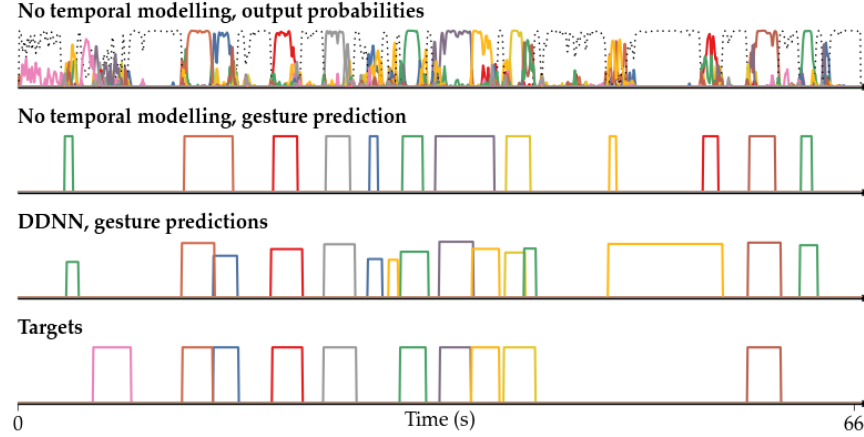 No temporal modelling, output probabilities
No temporal modelling, gesture prediction
DDNN, gesture predictions
Targets
0 Time (s) 66